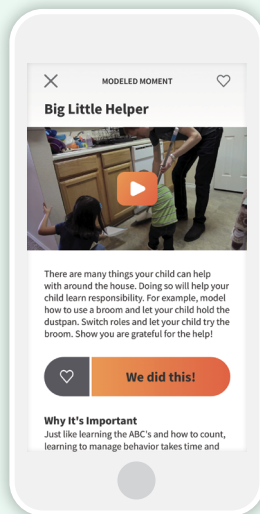 MODELED MOMENT
Big Little Helper
There are many things your child can help
with around the house. Doing so will help your
child learn responsibility. For example, model
how to use a broom and let your child hold the
dustpan. Switch roles and let your child try the
broom. Show you are grateful for the help!
We did this!
Why It's Important
Just like learning the ABC's and how to count,
learning to manage behavior takes time and